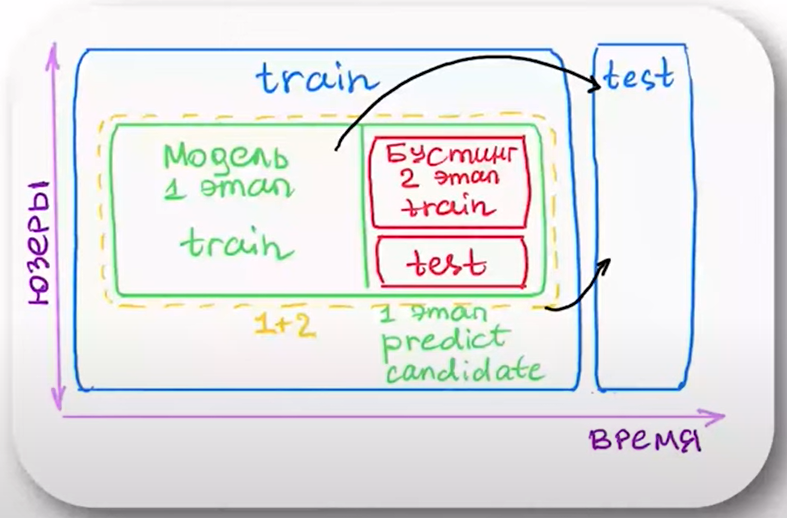 train
test
Модель
1 этап
train
Бустинг
2 этап
train
test
1+2
1 этап
predict
candidate
юзеры
время